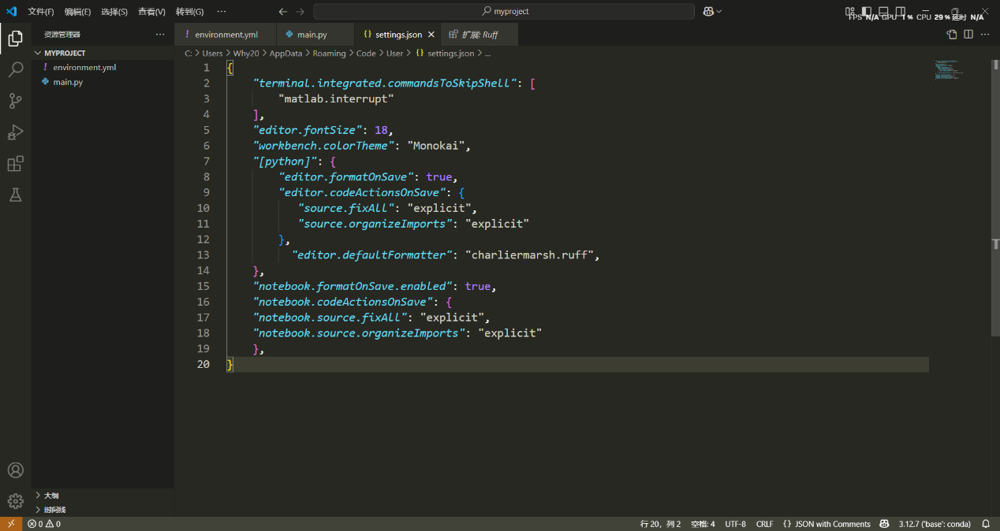 文件(F) 编辑(E) 选择(S) 查看(V) 转到(G) ··· myproject
FPS N/A GPU 1 % CPU 29 % 延时 N/A
资源管理器 ···
environment.yml main.py settings.json 扩展: Ruff
MYPROJECT
environment.yml
main.py
C: > Users > Why20 > AppData > Roaming > Code > User > {} settings.json > ...
1 {
2 "terminal.integrated.commandsToSkipShell": [
3 "matlab.interrupt"
4 ],
5 "editor.fontSize": 18,
6 "workbench.colorTheme": "Monokai",
7 "[python]": {
8 "editor.formatOnSave": true,
9 "editor.codeActionsOnSave": {
10 "source.fixAll": "explicit",
11 "source.organizeImports": "explicit"
12 },
13 "editor.defaultFormatter": "charliermarsh.ruff",
14 },
15 "notebook.formatOnSave.enabled": true,
16 "notebook.codeActionsOnSave": {
17 "notebook.source.fixAll": "explicit",
18 "notebook.source.organizeImports": "explicit"
19 },
20 }
大纲
时间线
0 0 行 20，列 2 空格: 4 UTF-8 CRLF {} JSON with Comments 3.12.7 ('base': conda)